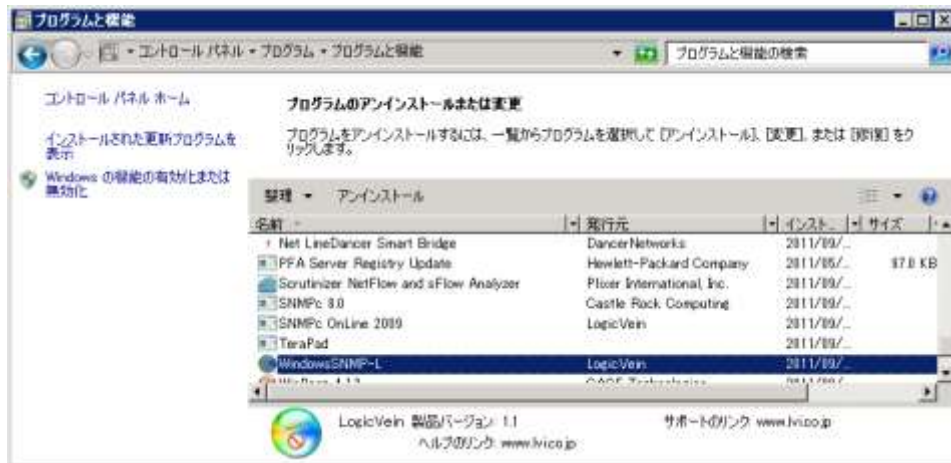 プログラムと機能
コントロール パネル プログラム プログラムと機能
プログラムと機能の検索
コントロール パネル ホーム
インストールされた更新プログラムを
表示
Windows の機能の有効化または
無効化
プログラムのアンインストールまたは変更
プログラムをアンインストールするには、一覧からプログラムを選択して [アンインストール]、[変更]、または [修復] をク
リックします。
整理 アンインストール
名前 発行元 インスト... サイズ
Net LineDancer Smart Bridge DancerNetworks 2011/09/...
PFA Server Registry Update Hewlett-Packard Company 2011/05/... 87.0 KB
Scrutinizer NetFlow and sFlow Analyzer Plixer International, Inc. 2011/09/...
SNMPc 8.0 Castle Rock Computing 2011/09/...
SNMPc OnLine 2009 LogicVein 2011/09/...
TeraPad 2011/09/...
WindowsSNMP-L LogicVein 2011/09/...
LogicVein 製品バージョン: 1.1 サポートのリンク: www.lvi.co.jp
ヘルプのリンク: www.lvi.co.jp